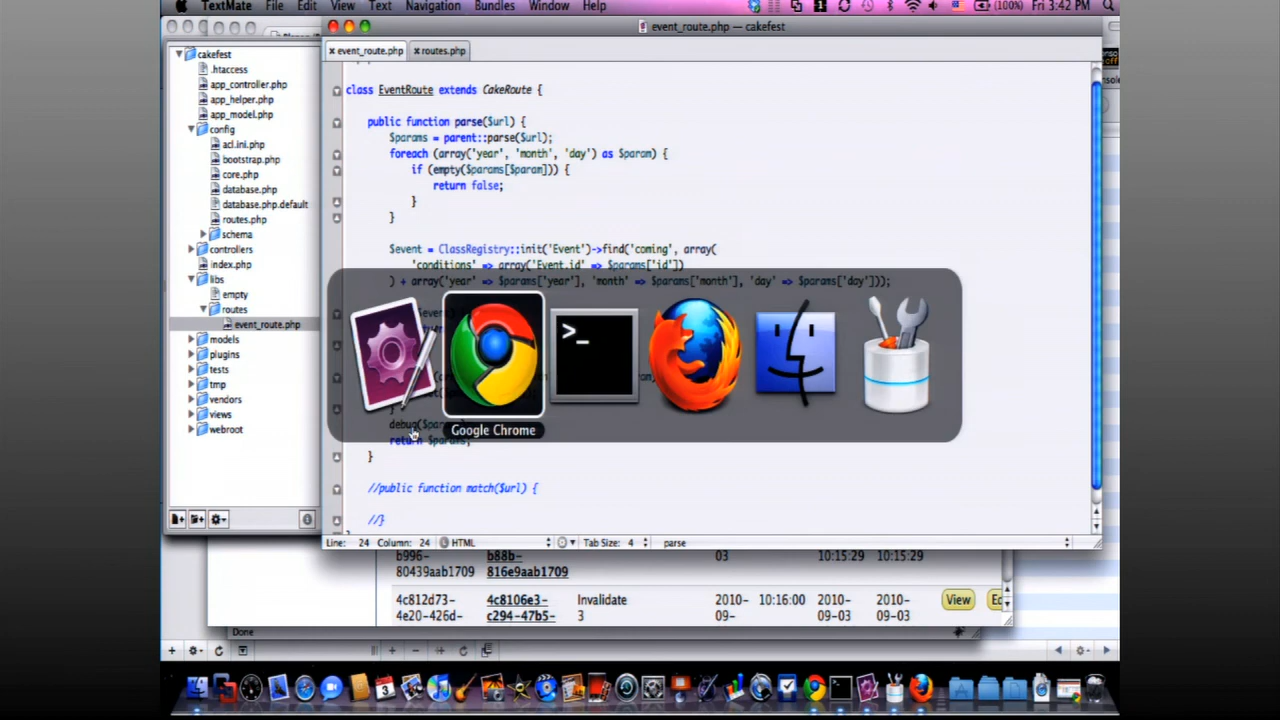 TextMate File Edit View Text Navigation Bundles Window Help (100%) Fri 3:42 PM
event_route.php — cakefest
event_route.php routes.php
cakefest
.htaccess
app_controller.php
app_helper.php
app_model.php
config
acl.ini.php
bootstrap.php
core.php
database.php
database.php.default
routes.php
schema
controllers
index.php
libs
empty
routes
event_route.php
models
plugins
tests
tmp
vendors
views
webroot
class EventRoute extends CakeRoute {
public function parse($url) {
$params = parent::parse($url);
foreach (array('year', 'month', 'day') as $param) {
if (empty($params[$param])) {
return false;
}
}
$event = ClassRegistry::init('Event')->find('coming', array(
'conditions' => array('Event.id' => $params['id'])
) + array('year' => $params['year'], 'month' => $params['month'], 'day' => $params['day']));
Google Chrome
return $params;
}
//public function match($url) {
//}
Line: 24 Column: 24 HTML Tab Size: 4 parse
b996- b88b- 03 10:15:29 10:15:29
80439aab1709 816e9aab1709
4c812d73- 4c8106e3- Invalidate 2010- 10:16:00 2010- 2010- View
4e20-426d- c294-47b5- 3 09- 09-03 09-03
Done